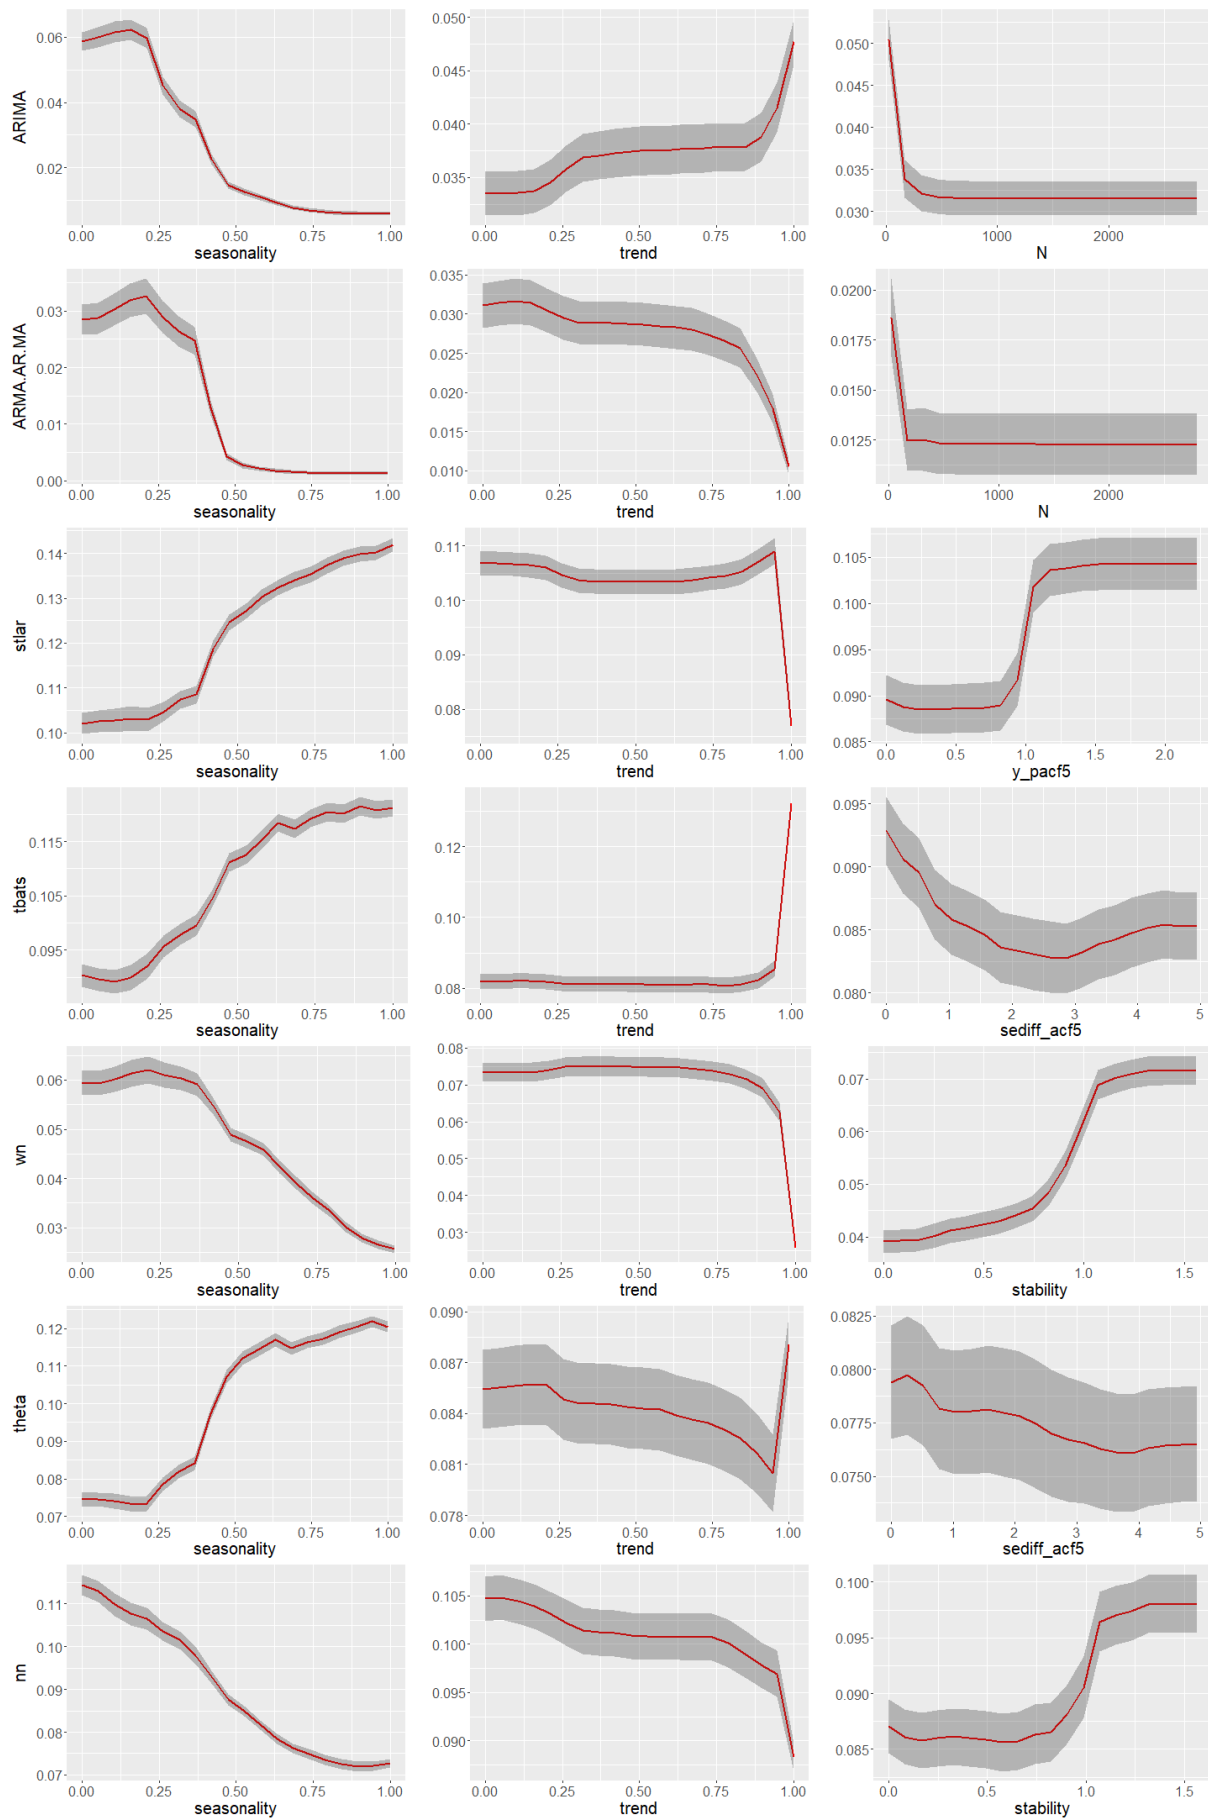 ARIMA
0.06
0.04
0.02
0.00 0.25 0.50 0.75 1.00
seasonality
0.050
0.045
0.040
0.035
0.00 0.25 0.50 0.75 1.00
trend
0.050
0.045
0.040
0.035
0.030
0 1000 2000
N
ARMA.AR.MA
0.03
0.02
0.01
0.00
0.00 0.25 0.50 0.75 1.00
seasonality
0.035
0.030
0.025
0.020
0.015
0.010
0.00 0.25 0.50 0.75 1.00
trend
0.0200
0.0175
0.0150
0.0125
0 1000 2000
N
stlar
0.14
0.13
0.12
0.11
0.10
0.00 0.25 0.50 0.75 1.00
seasonality
0.11
0.10
0.09
0.08
0.00 0.25 0.50 0.75 1.00
trend
0.105
0.100
0.095
0.090
0.085
0.0 0.5 1.0 1.5 2.0
y_pacf5
tbats
0.115
0.105
0.095
0.00 0.25 0.50 0.75 1.00
seasonality
0.12
0.10
0.08
0.00 0.25 0.50 0.75 1.00
trend
0.095
0.090
0.085
0.080
0 1 2 3 4 5
sediff_acf5
wn
0.06
0.05
0.04
0.03
0.00 0.25 0.50 0.75 1.00
seasonality
0.08
0.07
0.06
0.05
0.04
0.03
0.00 0.25 0.50 0.75 1.00
trend
0.07
0.06
0.05
0.04
0.0 0.5 1.0 1.5
stability
theta
0.12
0.11
0.10
0.09
0.08
0.07
0.00 0.25 0.50 0.75 1.00
seasonality
0.090
0.087
0.084
0.081
0.078
0.00 0.25 0.50 0.75 1.00
trend
0.0825
0.0800
0.0775
0.0750
0 1 2 3 4 5
sediff_acf5
nn
0.11
0.10
0.09
0.08
0.07
0.00 0.25 0.50 0.75 1.00
seasonality
0.105
0.100
0.095
0.090
0.00 0.25 0.50 0.75 1.00
trend
0.100
0.095
0.090
0.085
0.0 0.5 1.0 1.5
stability